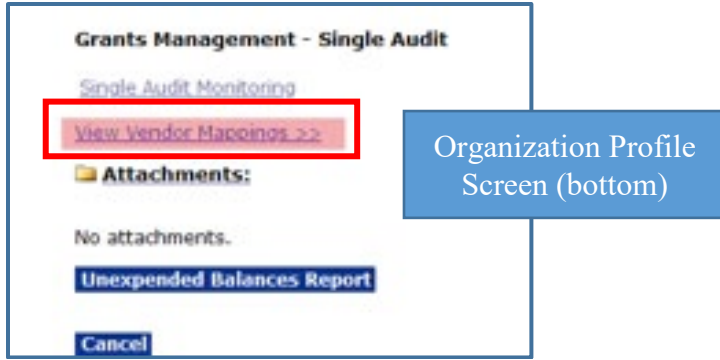 Grants Management - Single Audit
Single Audit Monitoring
View Vendor Mappings >>
Attachments:
No attachments.
Unexpended Balances Report
Cancel
Organization Profile
Screen (bottom)